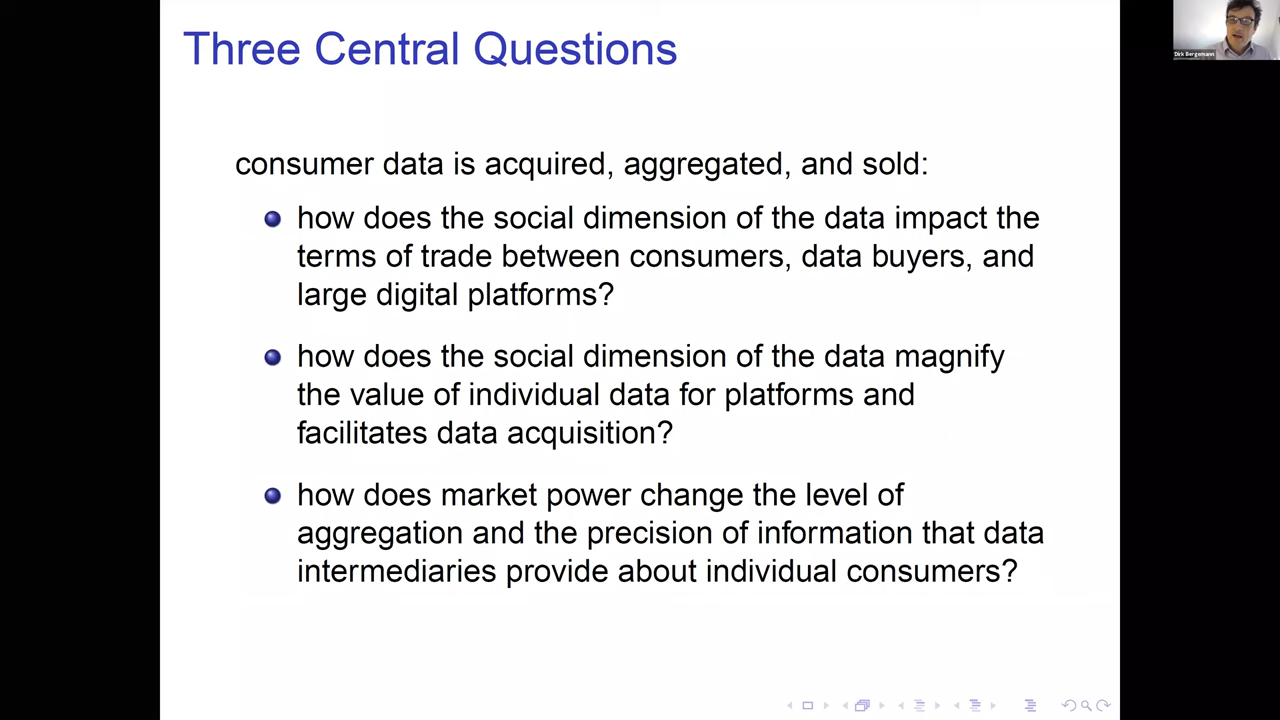 Three Central Questions
Dirk Bergemann
consumer data is acquired, aggregated, and sold:
how does the social dimension of the data impact the
terms of trade between consumers, data buyers, and
large digital platforms?
how does the social dimension of the data magnify
the value of individual data for platforms and
facilitates data acquisition?
how does market power change the level of
aggregation and the precision of information that data
intermediaries provide about individual consumers?